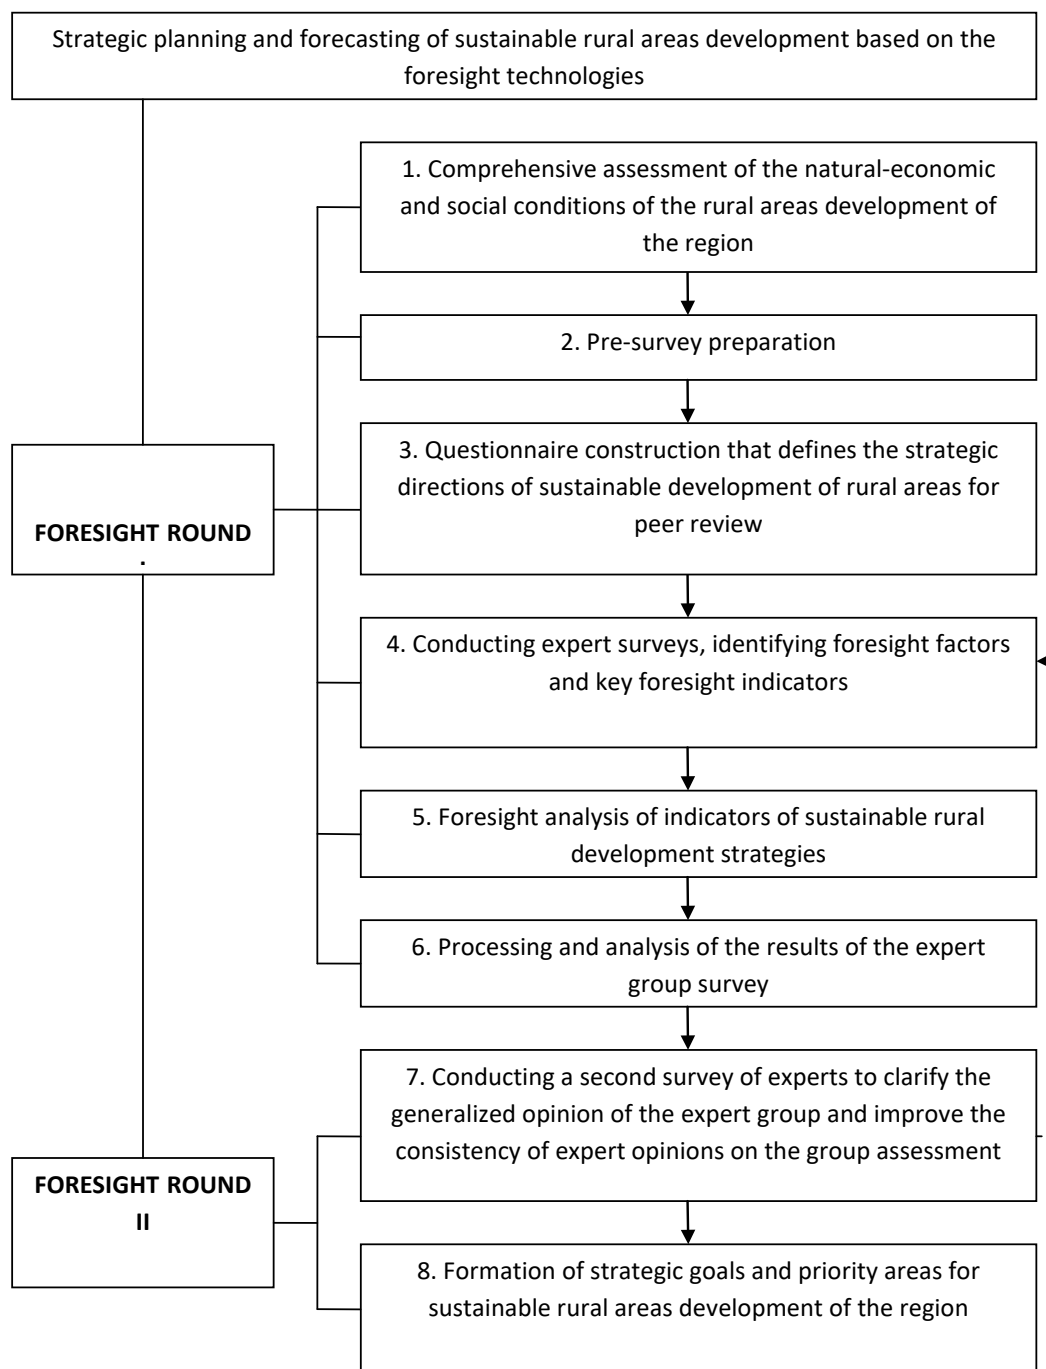 Strategic planning and forecasting of sustainable rural areas development based on the
foresight technologies
1. Comprehensive assessment of the natural-economic
and social conditions of the rural areas development of
the region
2. Pre-survey preparation
3. Questionnaire construction that defines the strategic
directions of sustainable development of rural areas for
peer review
FORESIGHT ROUND
.
4. Conducting expert surveys, identifying foresight factors
and key foresight indicators
5. Foresight analysis of indicators of sustainable rural
development strategies
6. Processing and analysis of the results of the expert
group survey
7. Conducting a second survey of experts to clarify the
generalized opinion of the expert group and improve the
consistency of expert opinions on the group assessment
FORESIGHT ROUND
II
8. Formation of strategic goals and priority areas for
sustainable rural areas development of the region